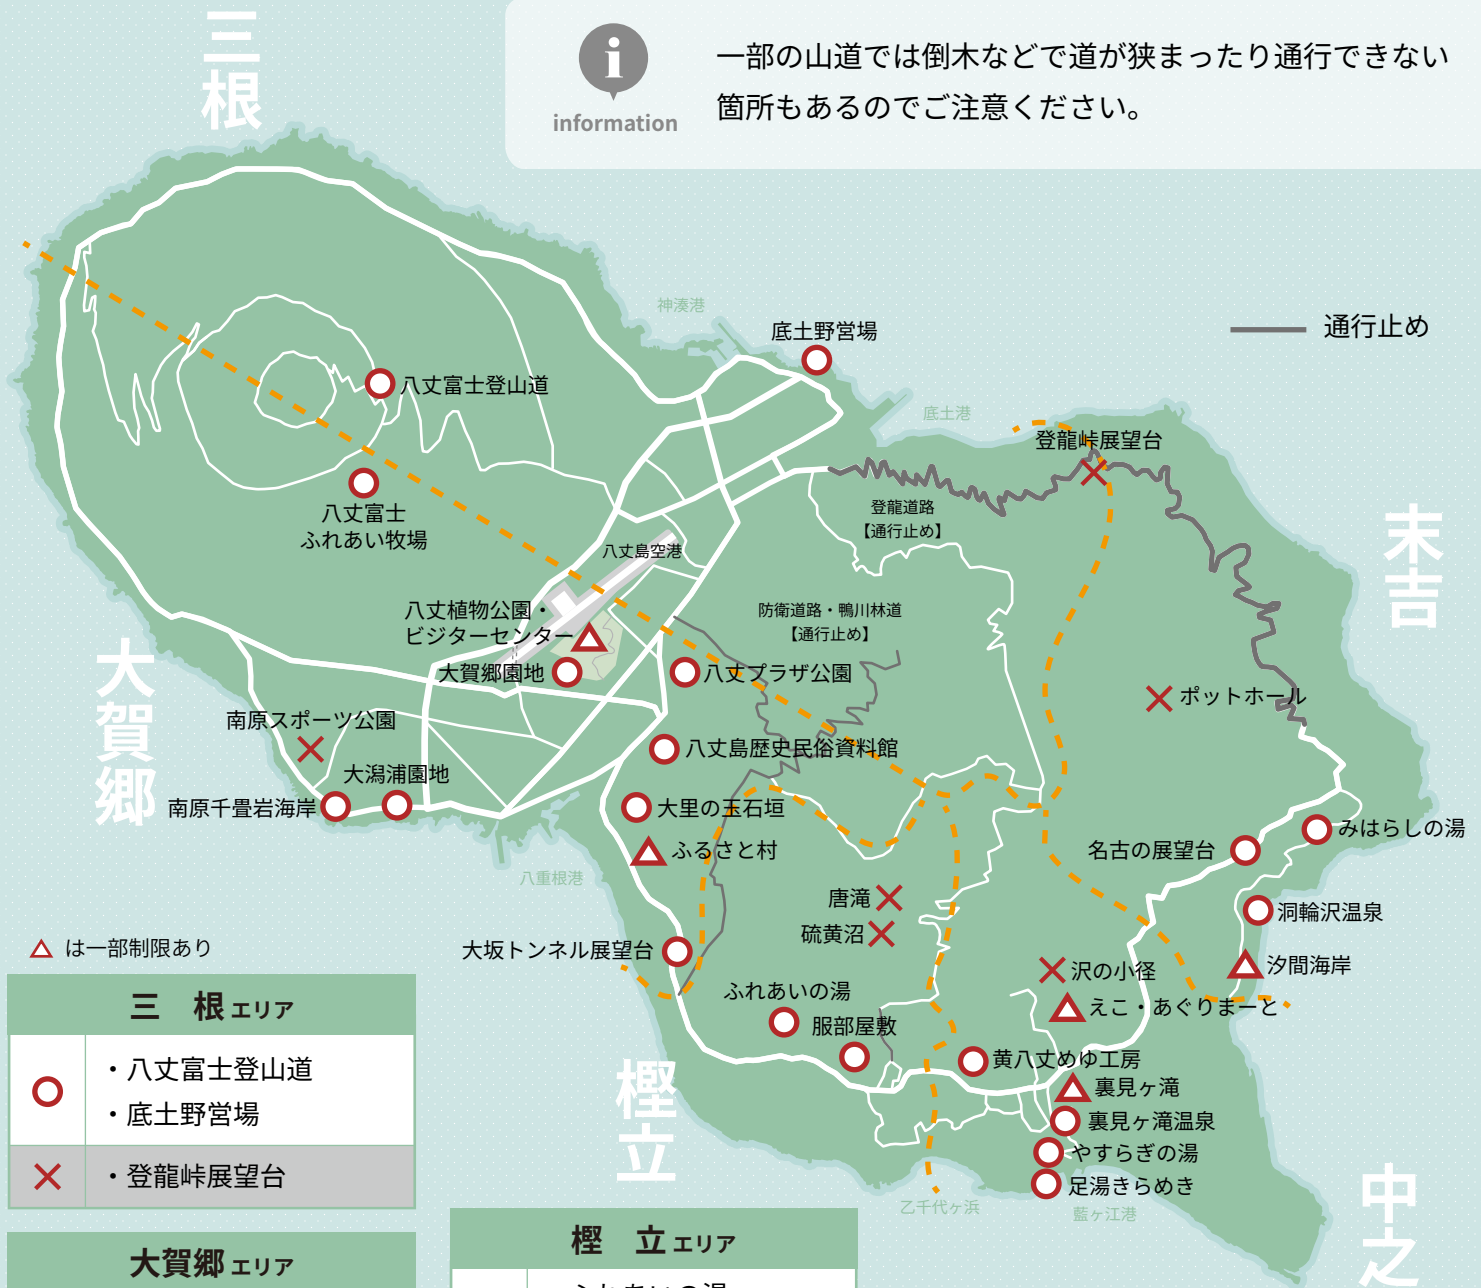 三根
一部の山道では倒木などで道が狭まったり通行できない
箇所もあるのでご注意ください。
i
information
神湊港
底土野営場
通行止め
八丈富士登山道
底土港
登龍峠展望台
八丈富士
ふれあい牧場
登龍道路
【通行止め】
末吉
八丈島空港
八丈植物公園・
ビジターセンター
防衛道路・鴨川林道
【通行止め】
大賀郷
大賀郷園地
八丈プラザ公園
ポットホール
南原スポーツ公園
八丈島歴史民俗資料館
大潟浦園地
南原千畳岩海岸
大里の玉石垣
みはらしの湯
ふるさと村
名古の展望台
八重根港
唐滝
洞輪沢温泉
硫黄沼
は一部制限あり
大坂トンネル展望台
汐間海岸
沢の小径
ふれあいの湯
えこ・あぐりまーと
服部屋敷
黄八丈めゆ工房
裏見ヶ滝
樫立
裏見ヶ滝温泉
やすらぎの湯
足湯きらめき
乙千代ヶ浜
藍ヶ江港
中之
三 根エリア
・八丈富士登山道
・底土野営場
・登龍峠展望台
大賀郷エリア
樫 立エリア
・ふれあいの湯